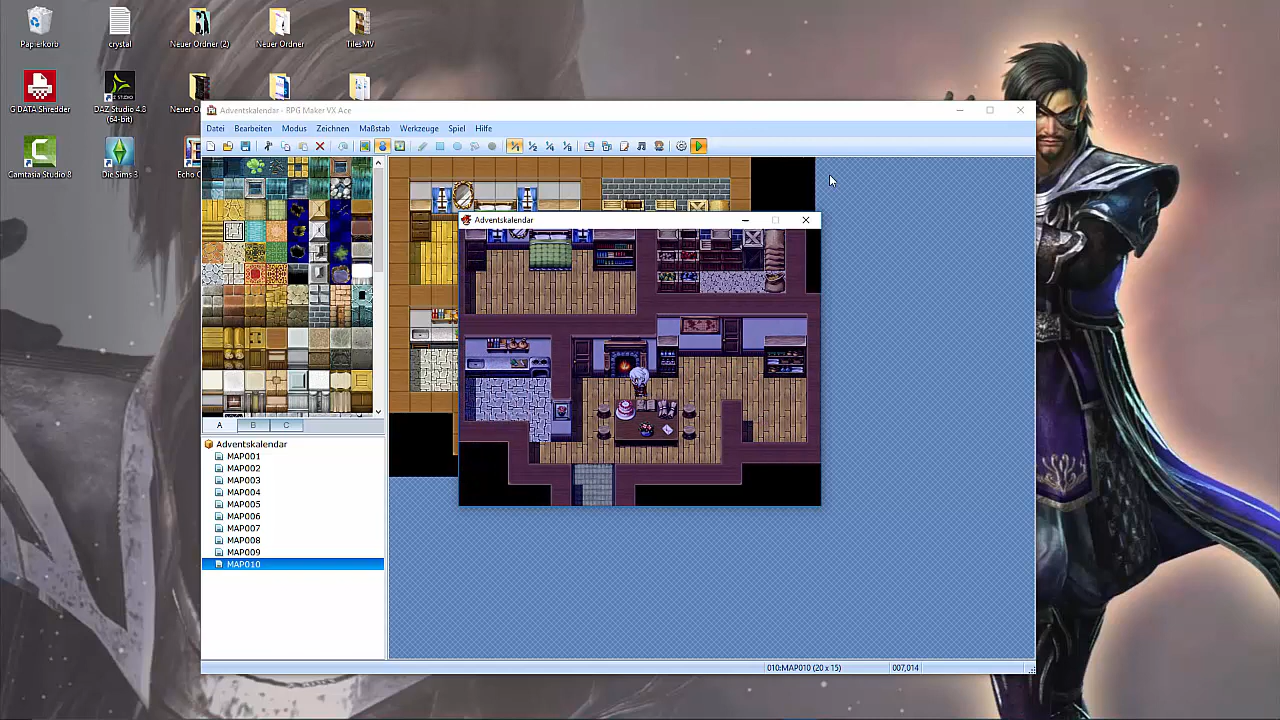 Papierkorb
crystal
Neuer Ordner (2)
Neuer Ordner
TilesMV
G DATA Shredder
DAZ Studio 4.8
(64-bit)
Camtasia Studio 8
Die Sims 3
Adventskalendar - RPG Maker VX Ace
Datei Bearbeiten Modus Zeichnen Maßstab Werkzeuge Spiel Hilfe
Adventskalendar
A B C
Adventskalendar
MAP001
MAP002
MAP003
MAP004
MAP005
MAP006
MAP007
MAP008
MAP009
MAP010
010:MAP010 (20 x 15) 007,014